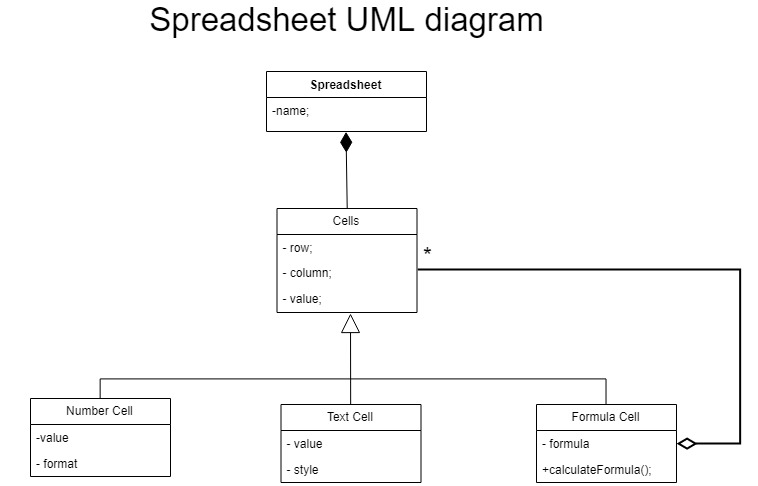 Spreadsheet UML diagram
Spreadsheet
-name;
Cells
- row;
- column;
- value;
*
Number Cell
-value
- format
Text Cell
- value
- style
Formula Cell
- formula
+calculateFormula();